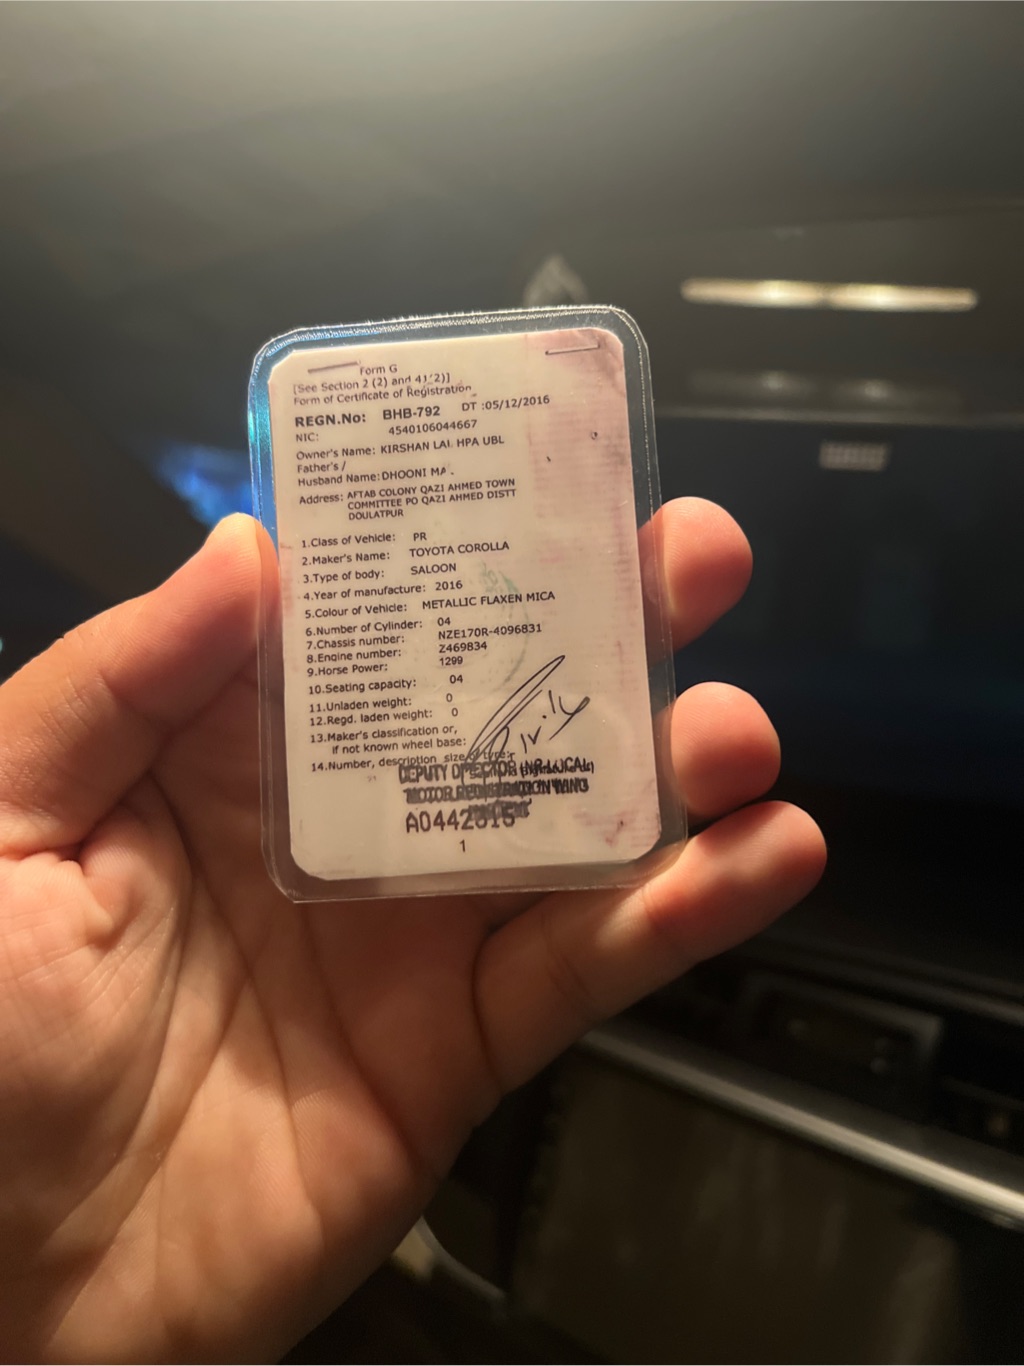 Form G
[See Section 2 (2) and 41(2)]
Form of Certificate of Registration
REGN.No: BHB-792 DT :05/12/2016
NIC: 4540106044667
Owner's Name: KIRSHAN LAL HPA UBL
Father's /
Husband Name: DHOONI MA
Address: AFTAB COLONY QAZI AHMED TOWN
COMMITTEE PO QAZI AHMED DISTT
DOULATPUR
1.Class of Vehicle: PR
2.Maker's Name: TOYOTA COROLLA
3.Type of body: SALOON
4.Year of manufacture: 2016
5.Colour of Vehicle: METALLIC FLAXEN MICA
6.Number of Cylinder: 04
7.Chassis number: NZE170R-4096831
8.Engine number: Z469834
9.Horse Power: 1299
10.Seating capacity: 04
11.Unladen weight: 0
12.Regd. laden weight: 0
13.Maker's classification or,
if not known wheel base:
14.Number, description size
DEPUTY DIRECTOR
MOTOR REGISTRATION WING
1